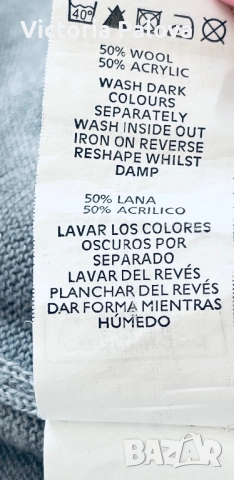 Изпотия Palova
40°
50% WOOL
50% ACRYLIC
WASH DARK
COLOURS
SEPARATELY
WASH INSIDE OUT
IRON ON REVERSE
RESHAPE WHILST
DAMP
50% LANA
50% ACRILICO
LAVAR LOS COLORES
OSCUROS POR
SEPARADO
LAVAR DEL REVÉS
PLANCHAR DEL REVÉS
DAR FORMA MIENTRAS
HÚMEDO
bazar